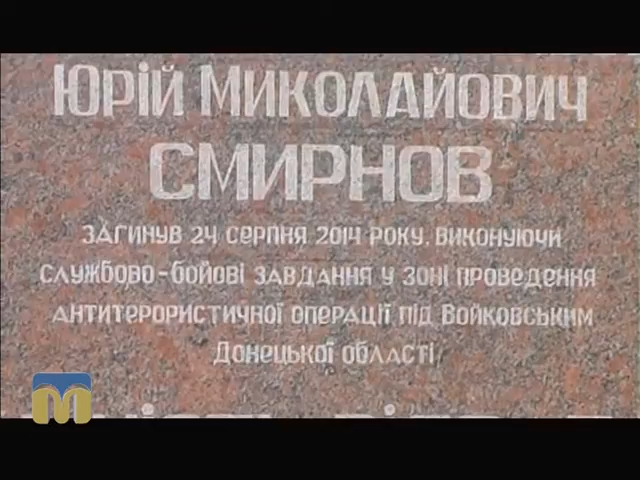 Юрій Миколайович
СМИРНОВ
загинув 24 серпня 2014 року, виконуючи
службово-бойові завдання у зоні проведення
антитерористичної операції під Войковським
Донецької області
М